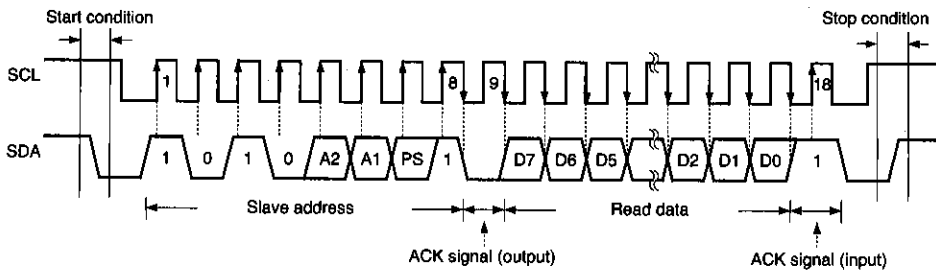 Start condition
Stop condition
SCL
1
8
9
18
SDA
1
0
1
0
A2
A1
PS
1
D7
D6
D5
D2
D1
D0
1
Slave address
Read data
ACK signal (output)
ACK signal (input)